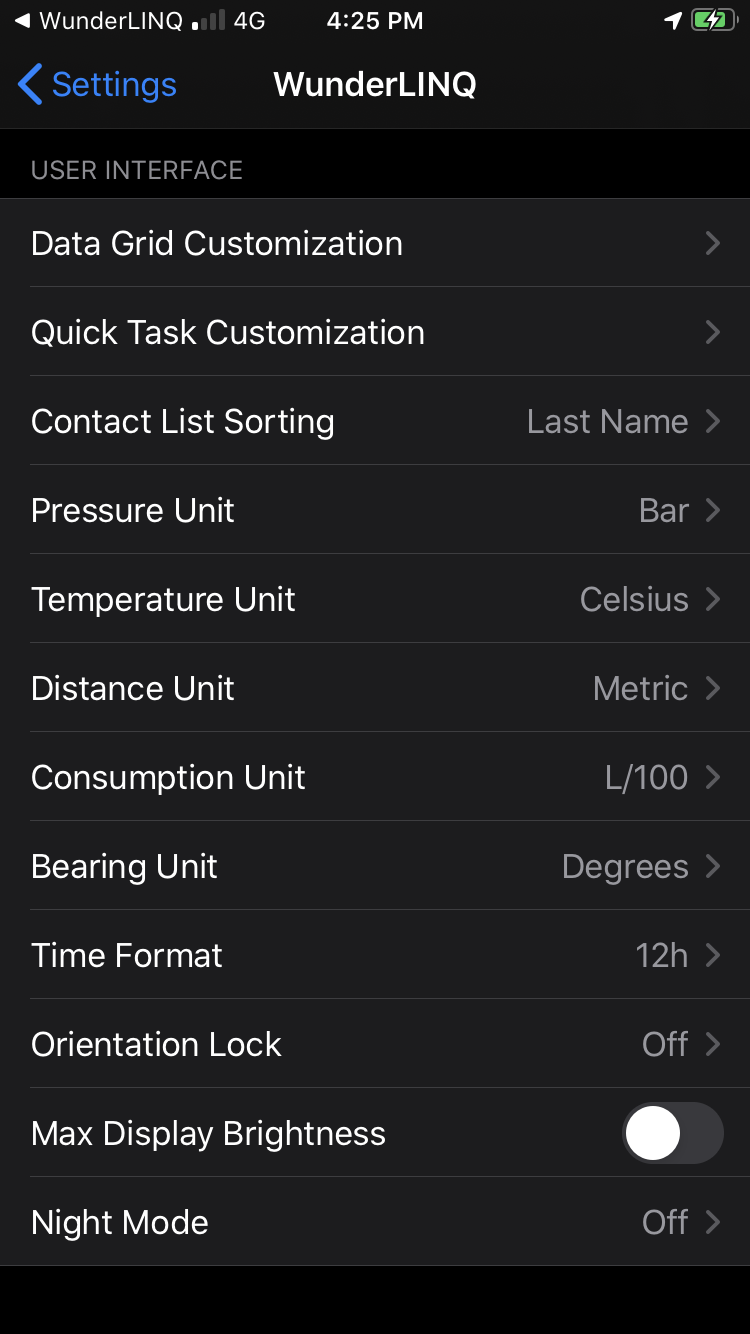 WunderLINQ 4G 4:25 PM
Settings WunderLINQ
USER INTERFACE
Data Grid Customization
Quick Task Customization
Contact List Sorting Last Name
Pressure Unit Bar
Temperature Unit Celsius
Distance Unit Metric
Consumption Unit L/100
Bearing Unit Degrees
Time Format 12h
Orientation Lock Off
Max Display Brightness
Night Mode Off